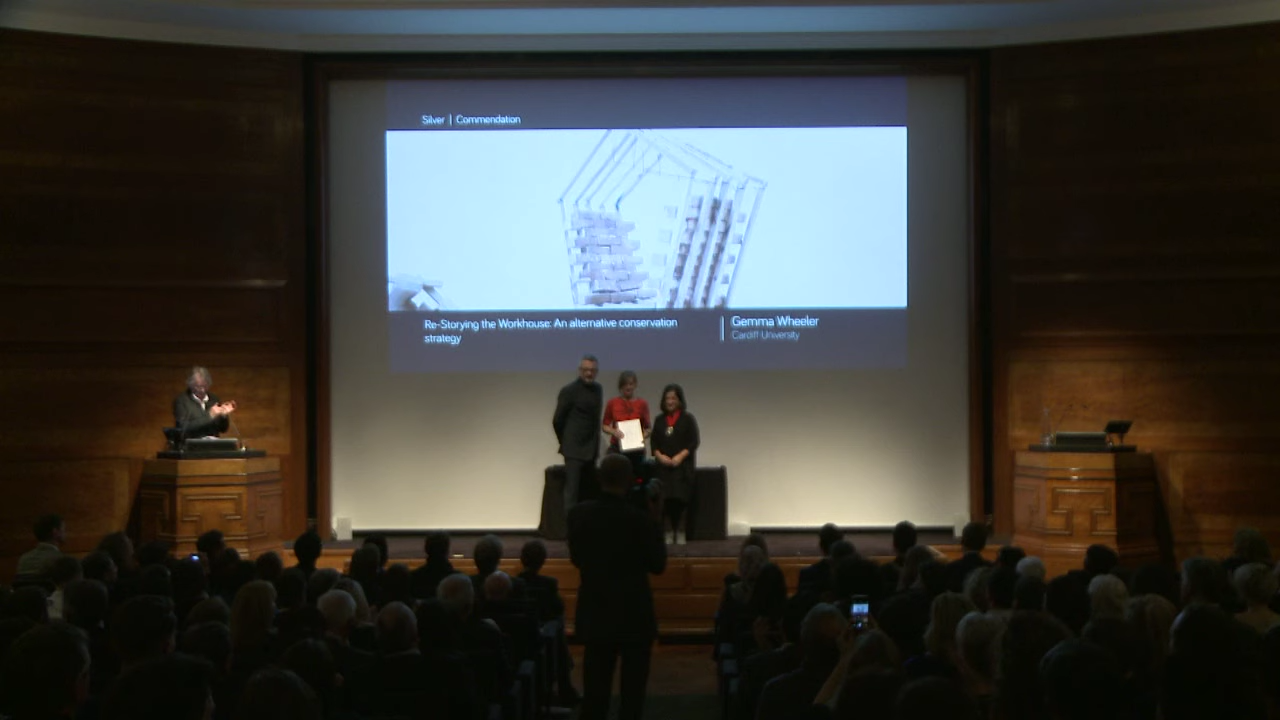 Silver | Commendation
Re-Storying the Workhouse: An alternative conservation
strategy
Gemma Wheeler
Cardiff University